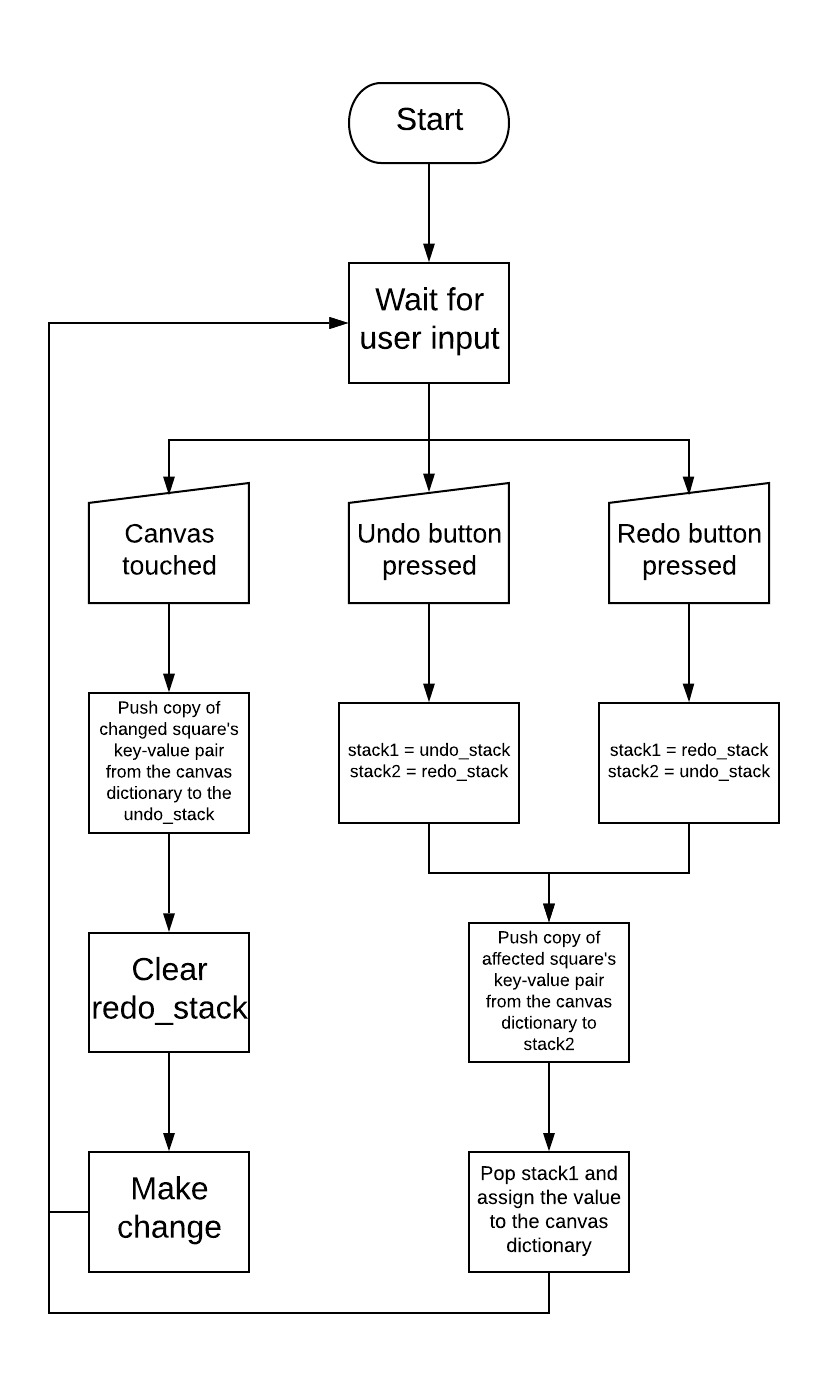 Start
Wait for
user input
Canvas
touched
Undo button
pressed
Redo button
pressed
Push copy of
changed square's
key-value pair
from the canvas
dictionary to the
undo_stack
stack1 = undo_stack
stack2 = redo_stack
stack1 = redo_stack
stack2 = undo_stack
Clear
redo_stack
Push copy of
affected square's
key-value pair
from the canvas
dictionary to
stack2
Make
change
Pop stack1 and
assign the value
to the canvas
dictionary